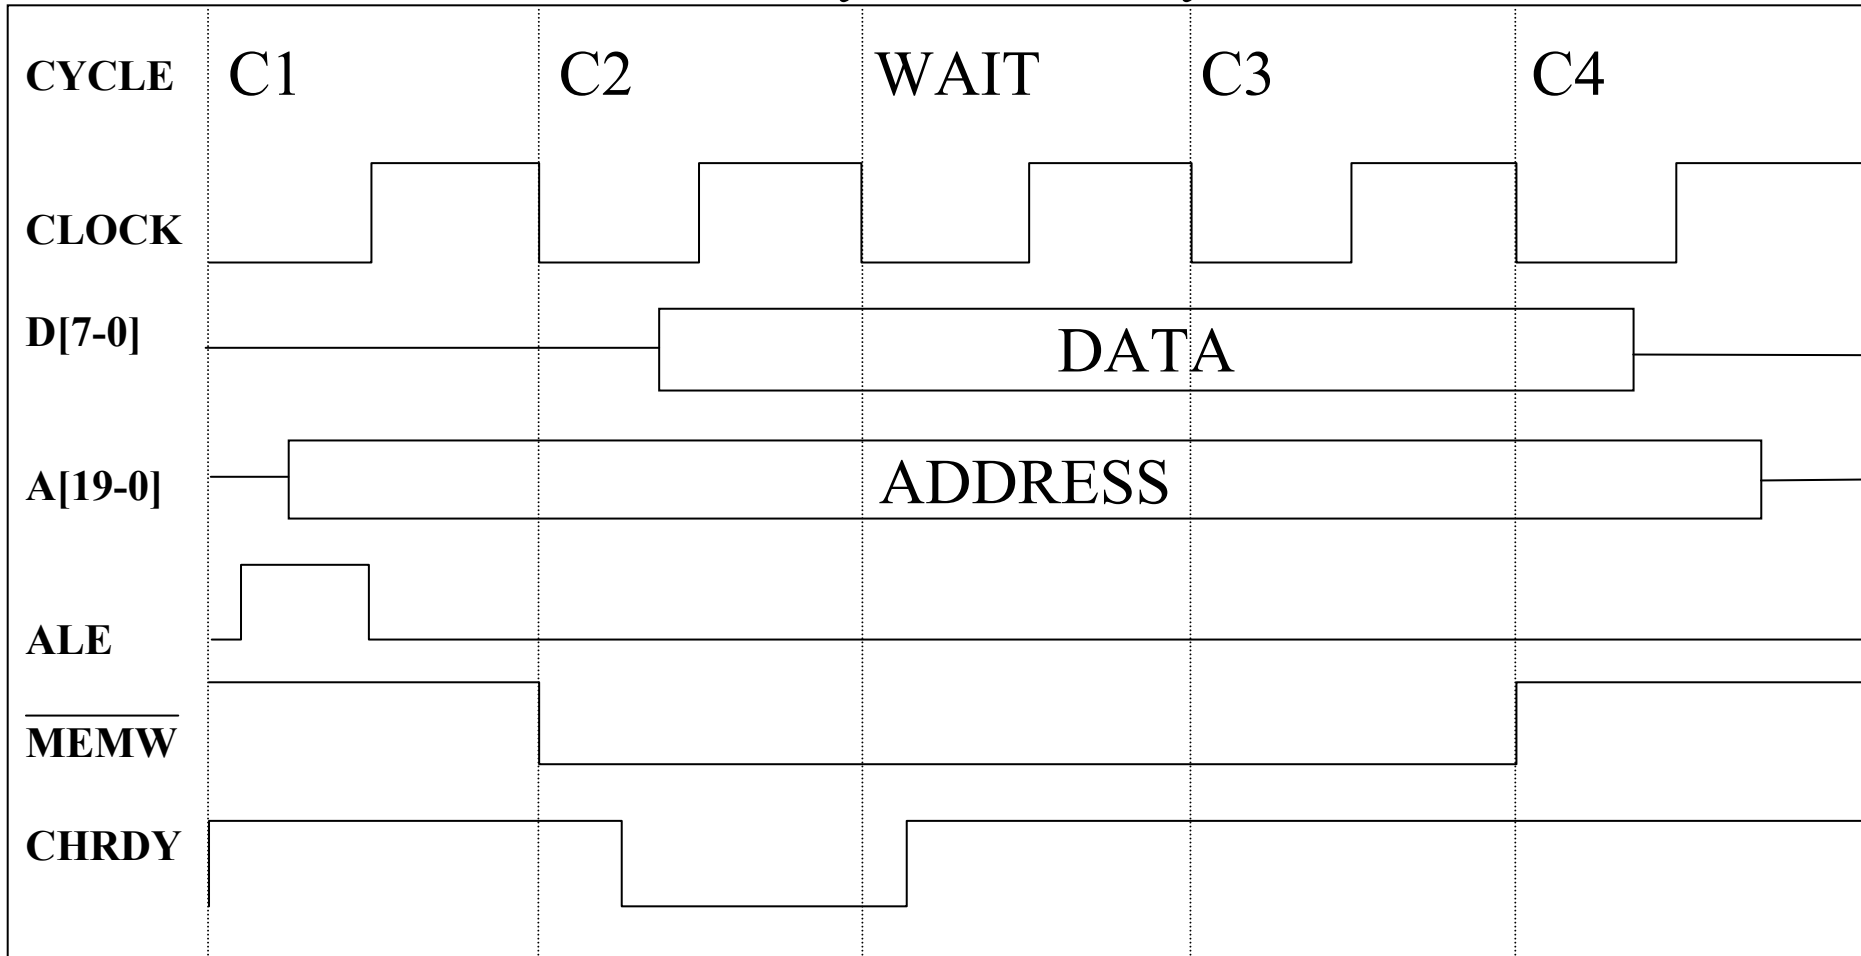 CYCLE C1 C2 WAIT C3 C4
CLOCK
D[7-0] DATA
A[19-0] ADDRESS
ALE
MEMW
CHRDY